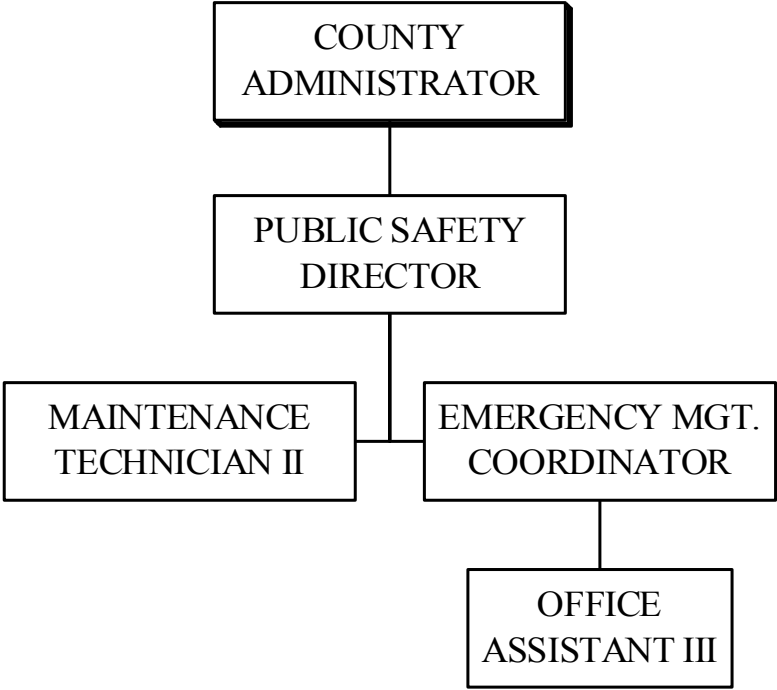 COUNTY
ADMINISTRATOR
PUBLIC SAFETY
DIRECTOR
MAINTENANCE
TECHNICIAN II
EMERGENCY MGT.
COORDINATOR
OFFICE
ASSISTANT III